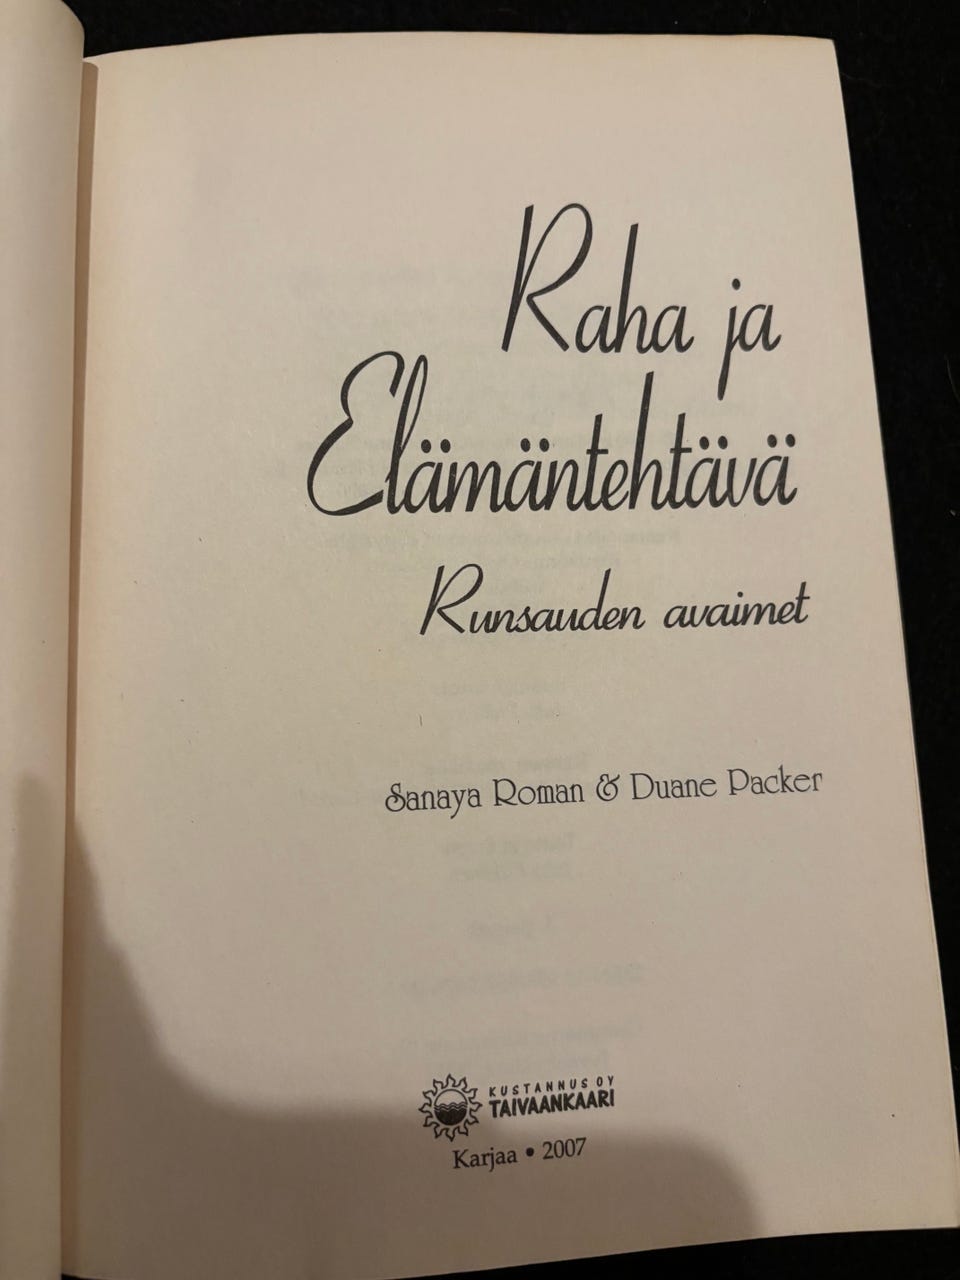 Raha ja
Elämäntehtävä
Runsauden avaimet
Sanaya Roman & Duane Packer
KUSTANNUS OY
TAIVAANKAARI
Karjaa • 2007